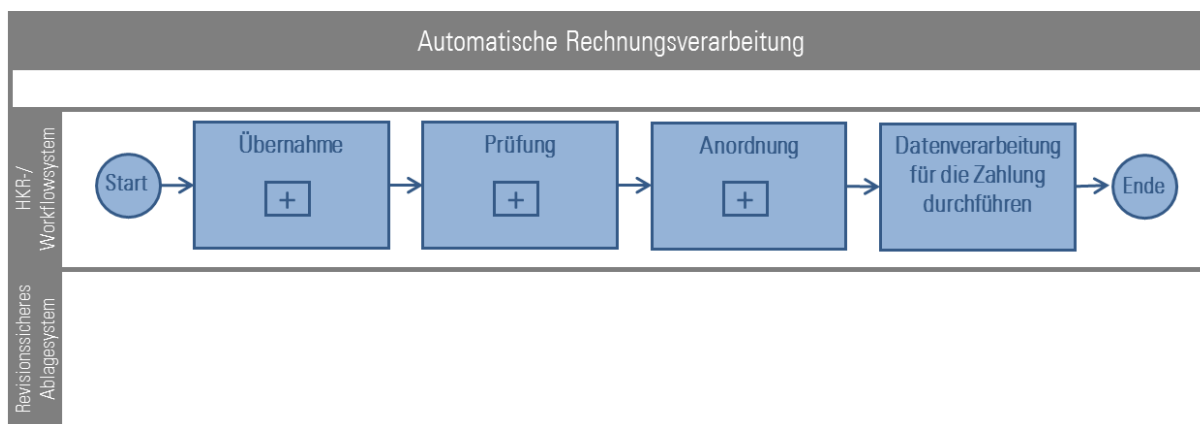 Automatische Rechnungsverarbeitung
HKR-/
Workflowsystem
Start
Übernahme
+
Prüfung
+
Anordnung
+
Datenverarbeitung
für die Zahlung
durchführen
Ende
Revisionssicheres
Ablagesystem